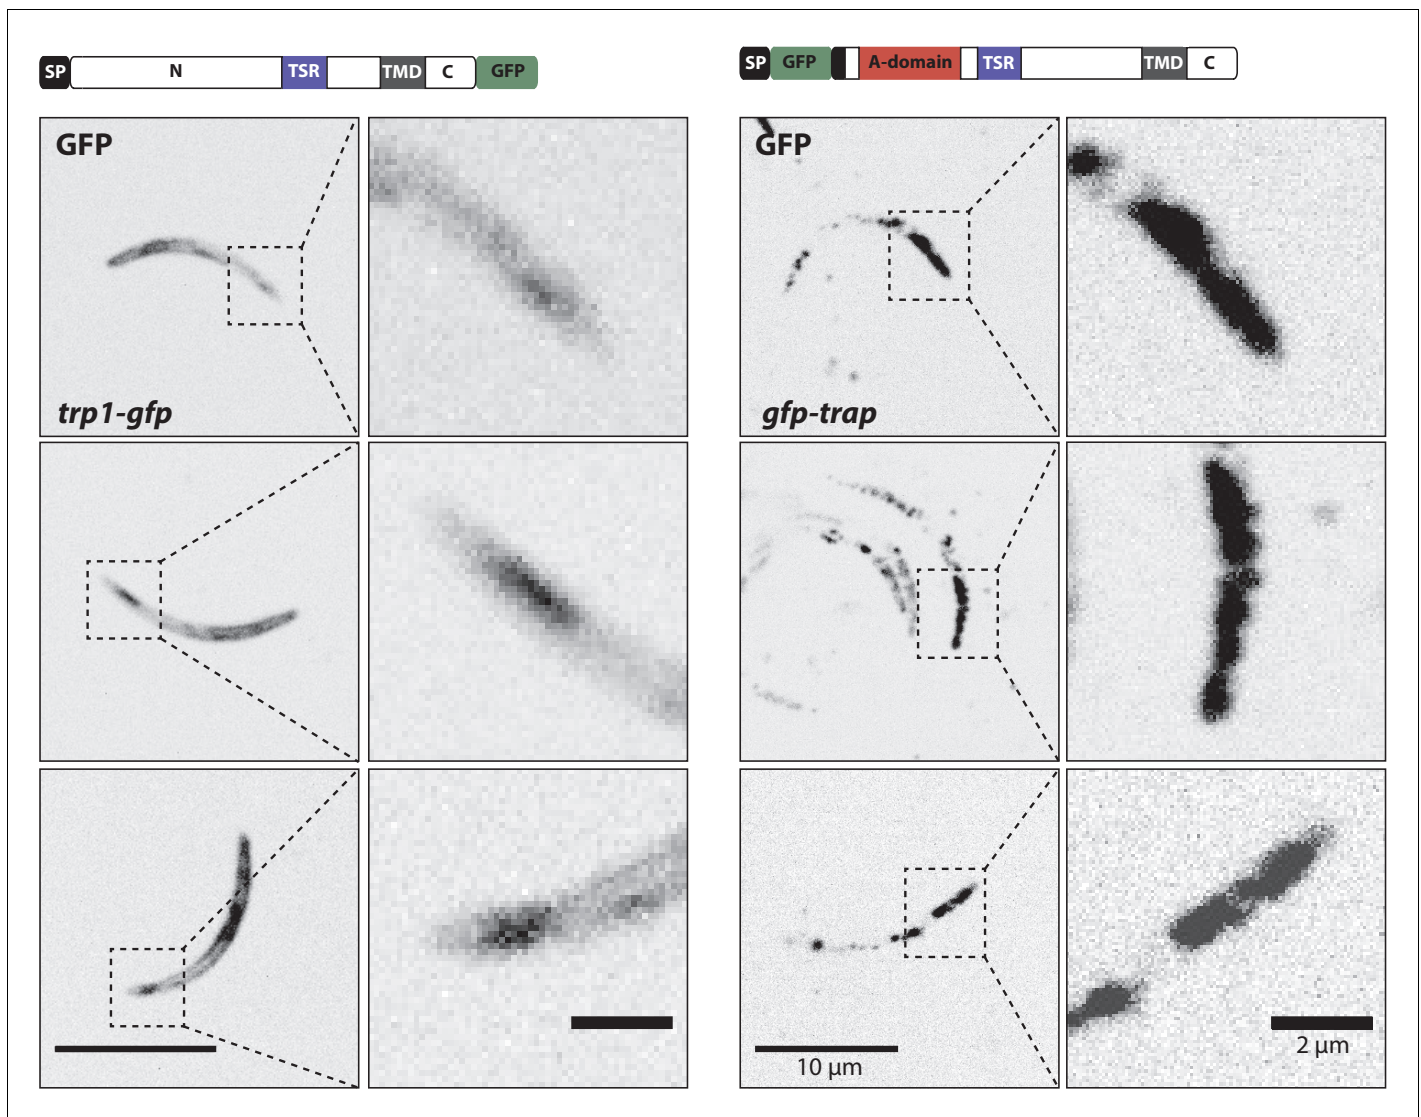 SP N TSR TMD C GFP
SP GFP A-domain TSR TMD C
GFP
GFP
trp1-gfp
gfp-trap
10 µm
2 µm